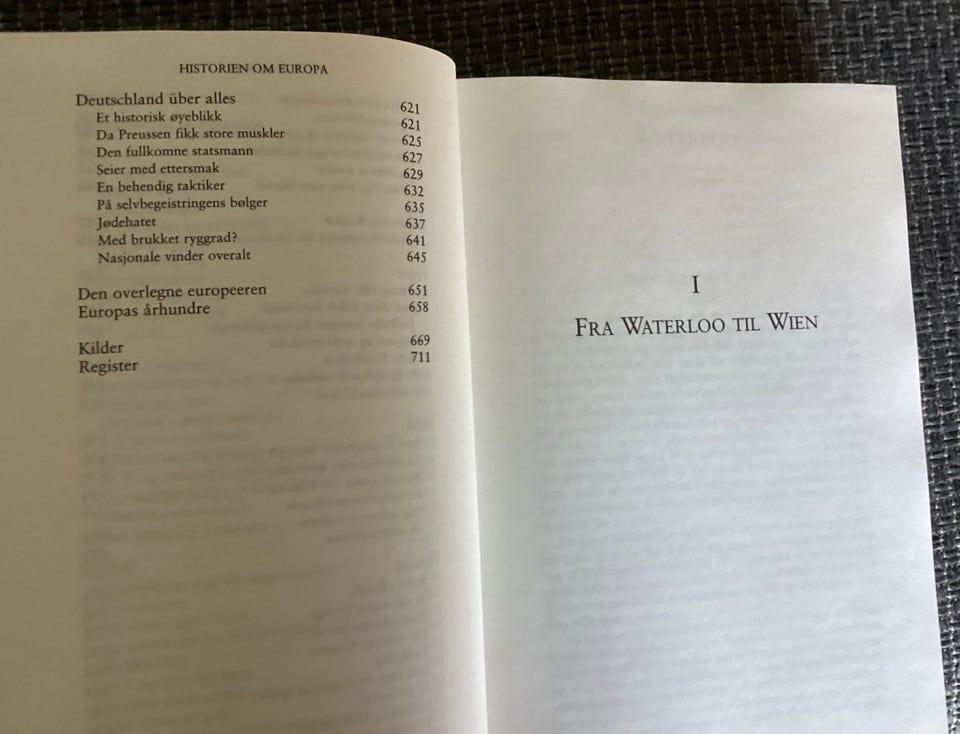 HISTORIEN OM EUROPA
Deutschland über alles 621
Et historisk øyeblikk 621
Da Preussen fikk store muskler 625
Den fullkomne statsmann 627
Seier med ettersmak 629
En behendig taktiker 632
På selvbegeistringens bølger 635
Jødehatet 637
Med brukket ryggrad? 641
Nasjonale vinder overalt 645
Den overlegne europeeren 651
Europas århundre 658
Kilder 669
Register 711
I
FRA WATERLOO TIL WIEN